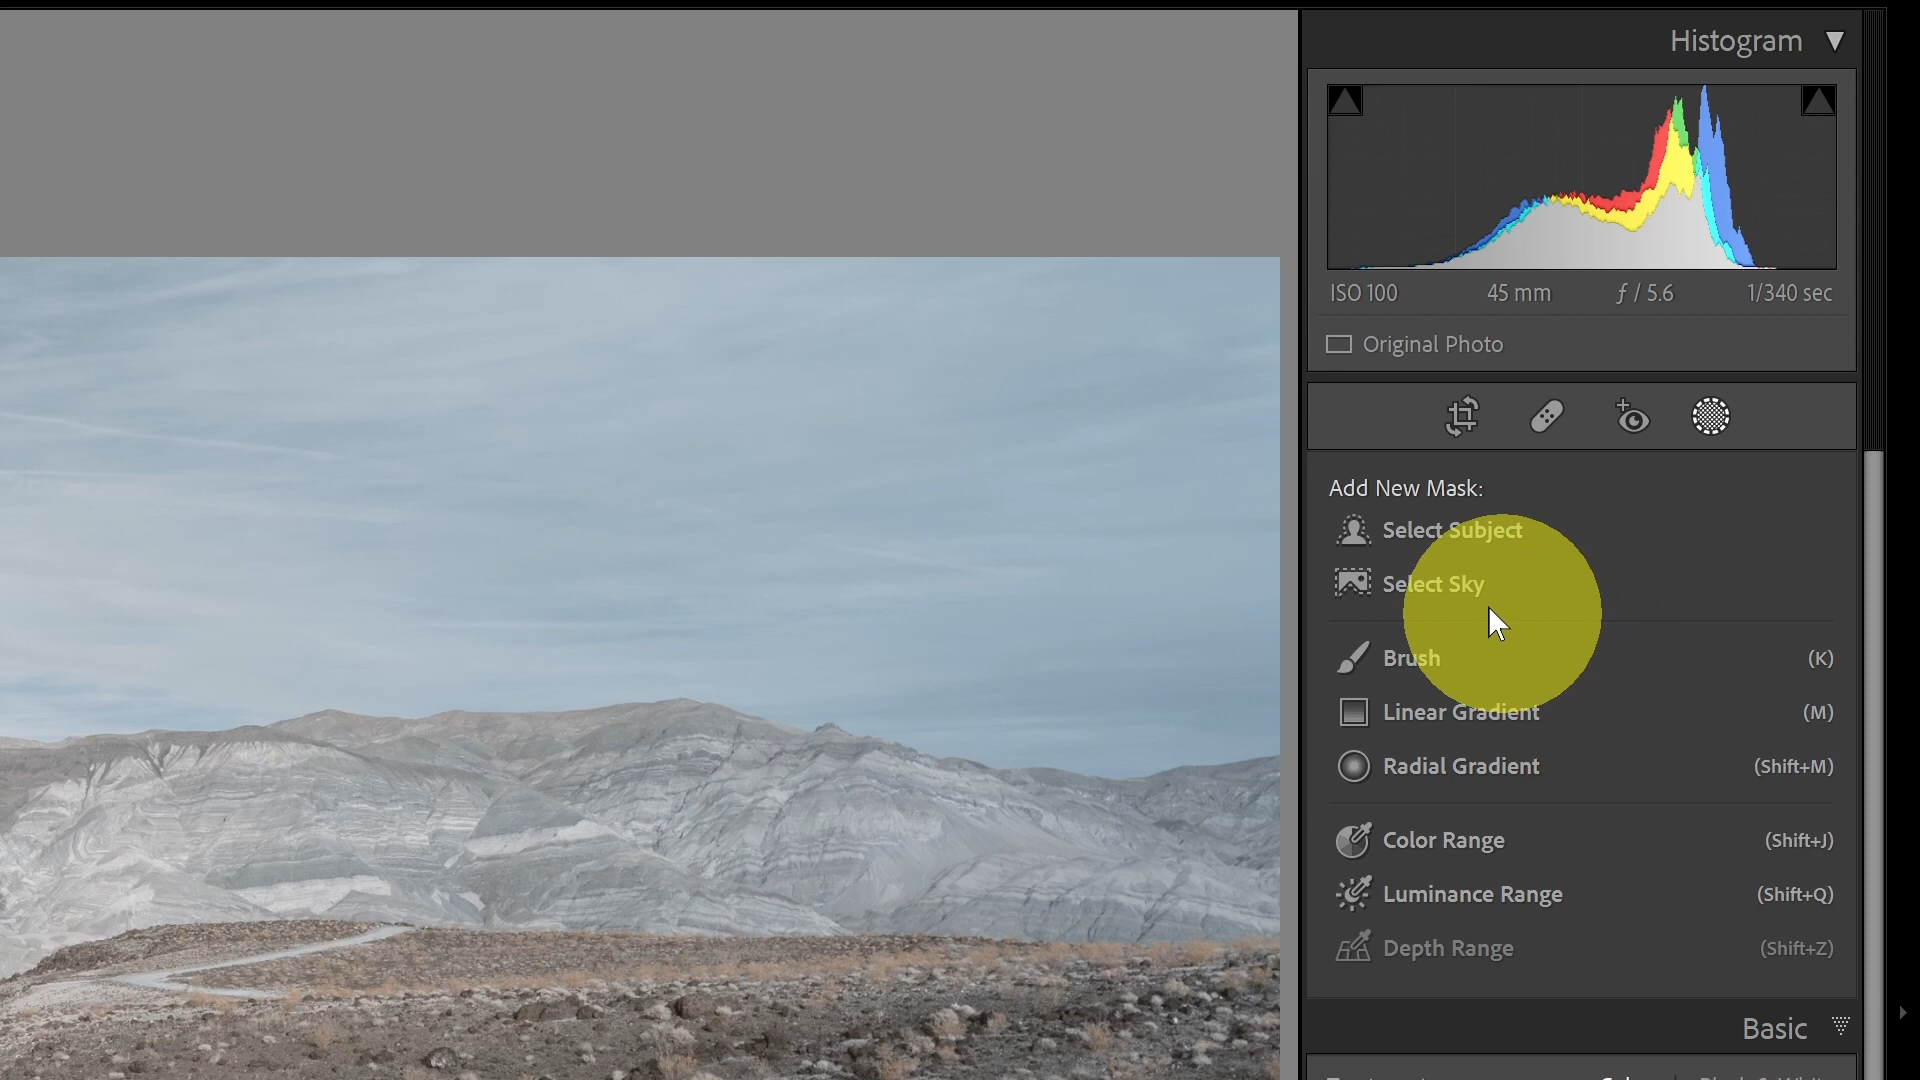 Histogram
ISO 100 45 mm ƒ / 5.6 1/340 sec
Original Photo
Add New Mask:
Select Subject
Select Sky
Brush (K)
Linear Gradient (M)
Radial Gradient (Shift+M)
Color Range (Shift+J)
Luminance Range (Shift+Q)
Depth Range (Shift+Z)
Basic